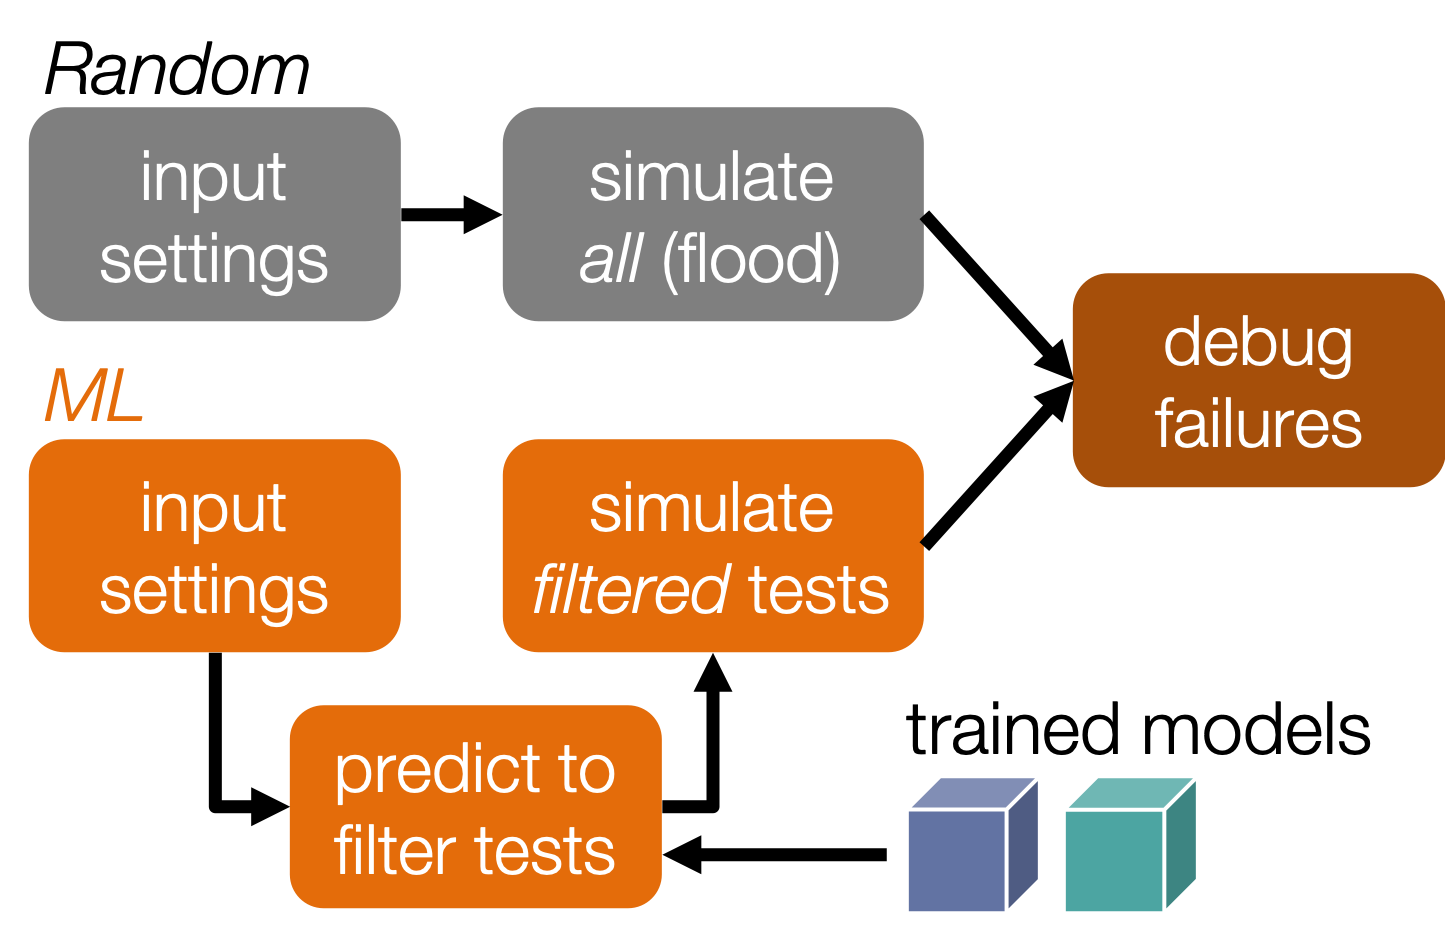 Random
input
settings
simulate
all (flood)
debug
failures
ML
input
settings
simulate
filtered tests
predict to
filter tests
trained models